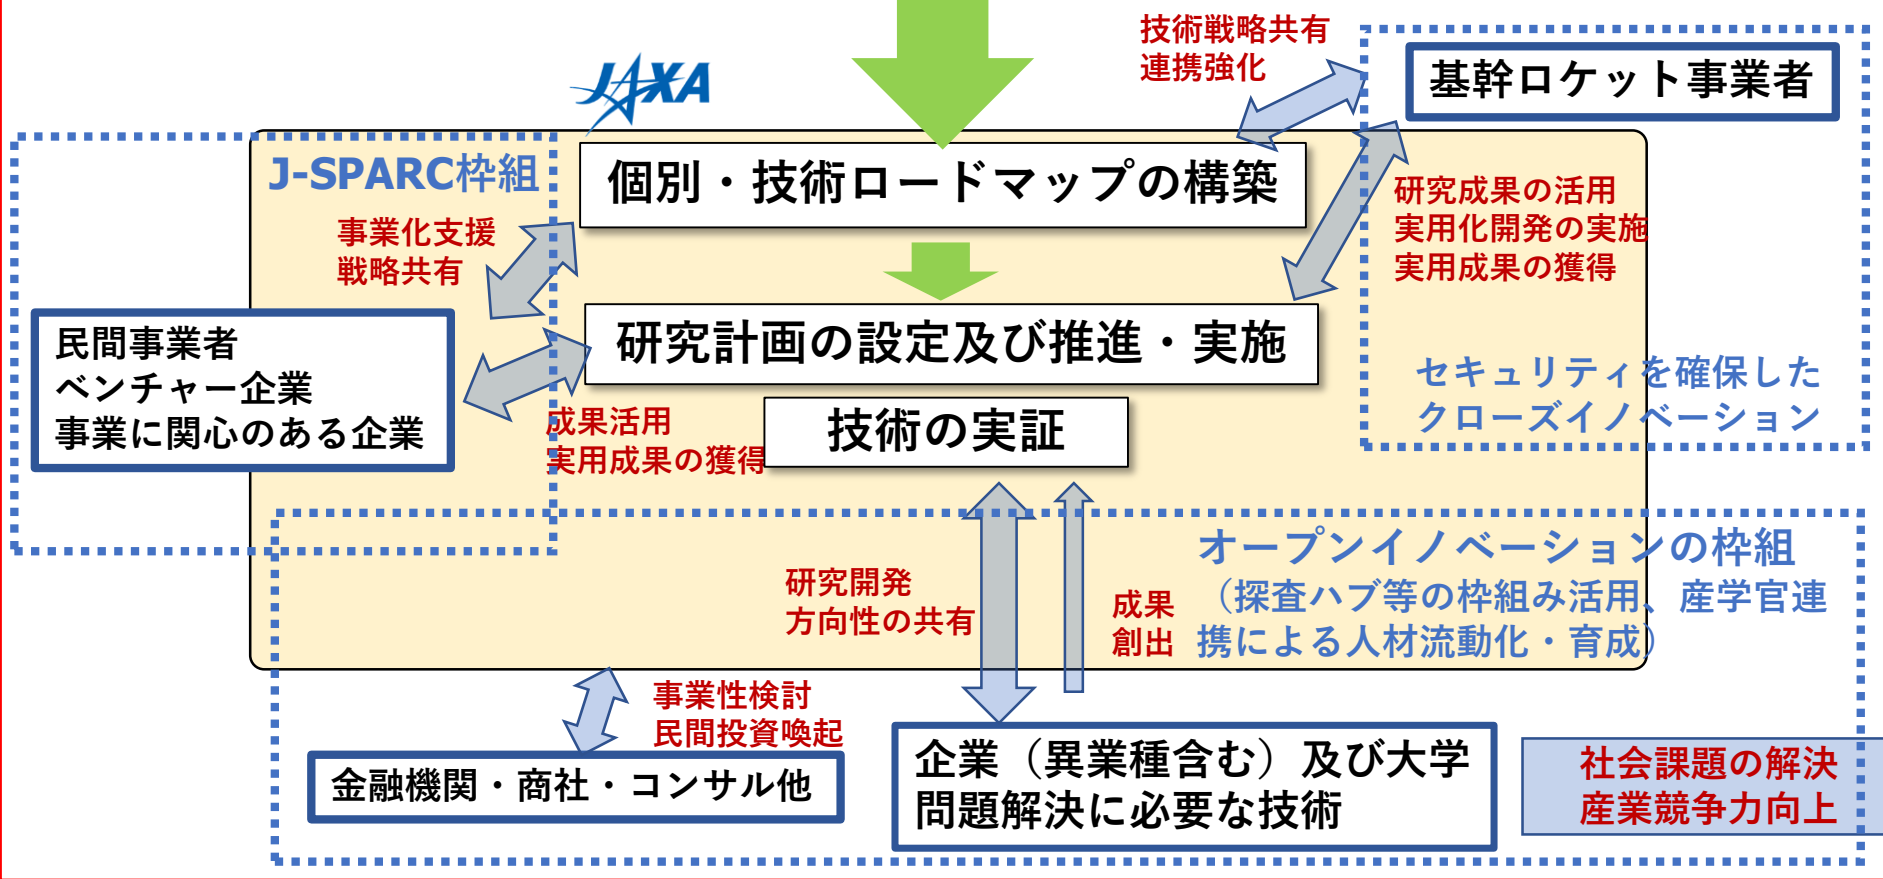 技術戦略共有
連携強化
基幹ロケット事業者
JAXA
J-SPARC枠組
個別・技術ロードマップの構築
研究成果の活用
実用化開発の実施
実用成果の獲得
事業化支援
戦略共有
民間事業者
ベンチャー企業
事業に関心のある企業
研究計画の設定及び推進・実施
セキュリティを確保した
クローズイノベーション
成果活用
実用成果の獲得
技術の実証
オープンイノベーションの枠組
（探査ハブ等の枠組み活用、産学官連
携による人材流動化・育成）
研究開発
方向性の共有
成果
創出
事業性検討
民間投資喚起
金融機関・商社・コンサル他
企業（異業種含む）及び大学
問題解決に必要な技術
社会課題の解決
産業競争力向上